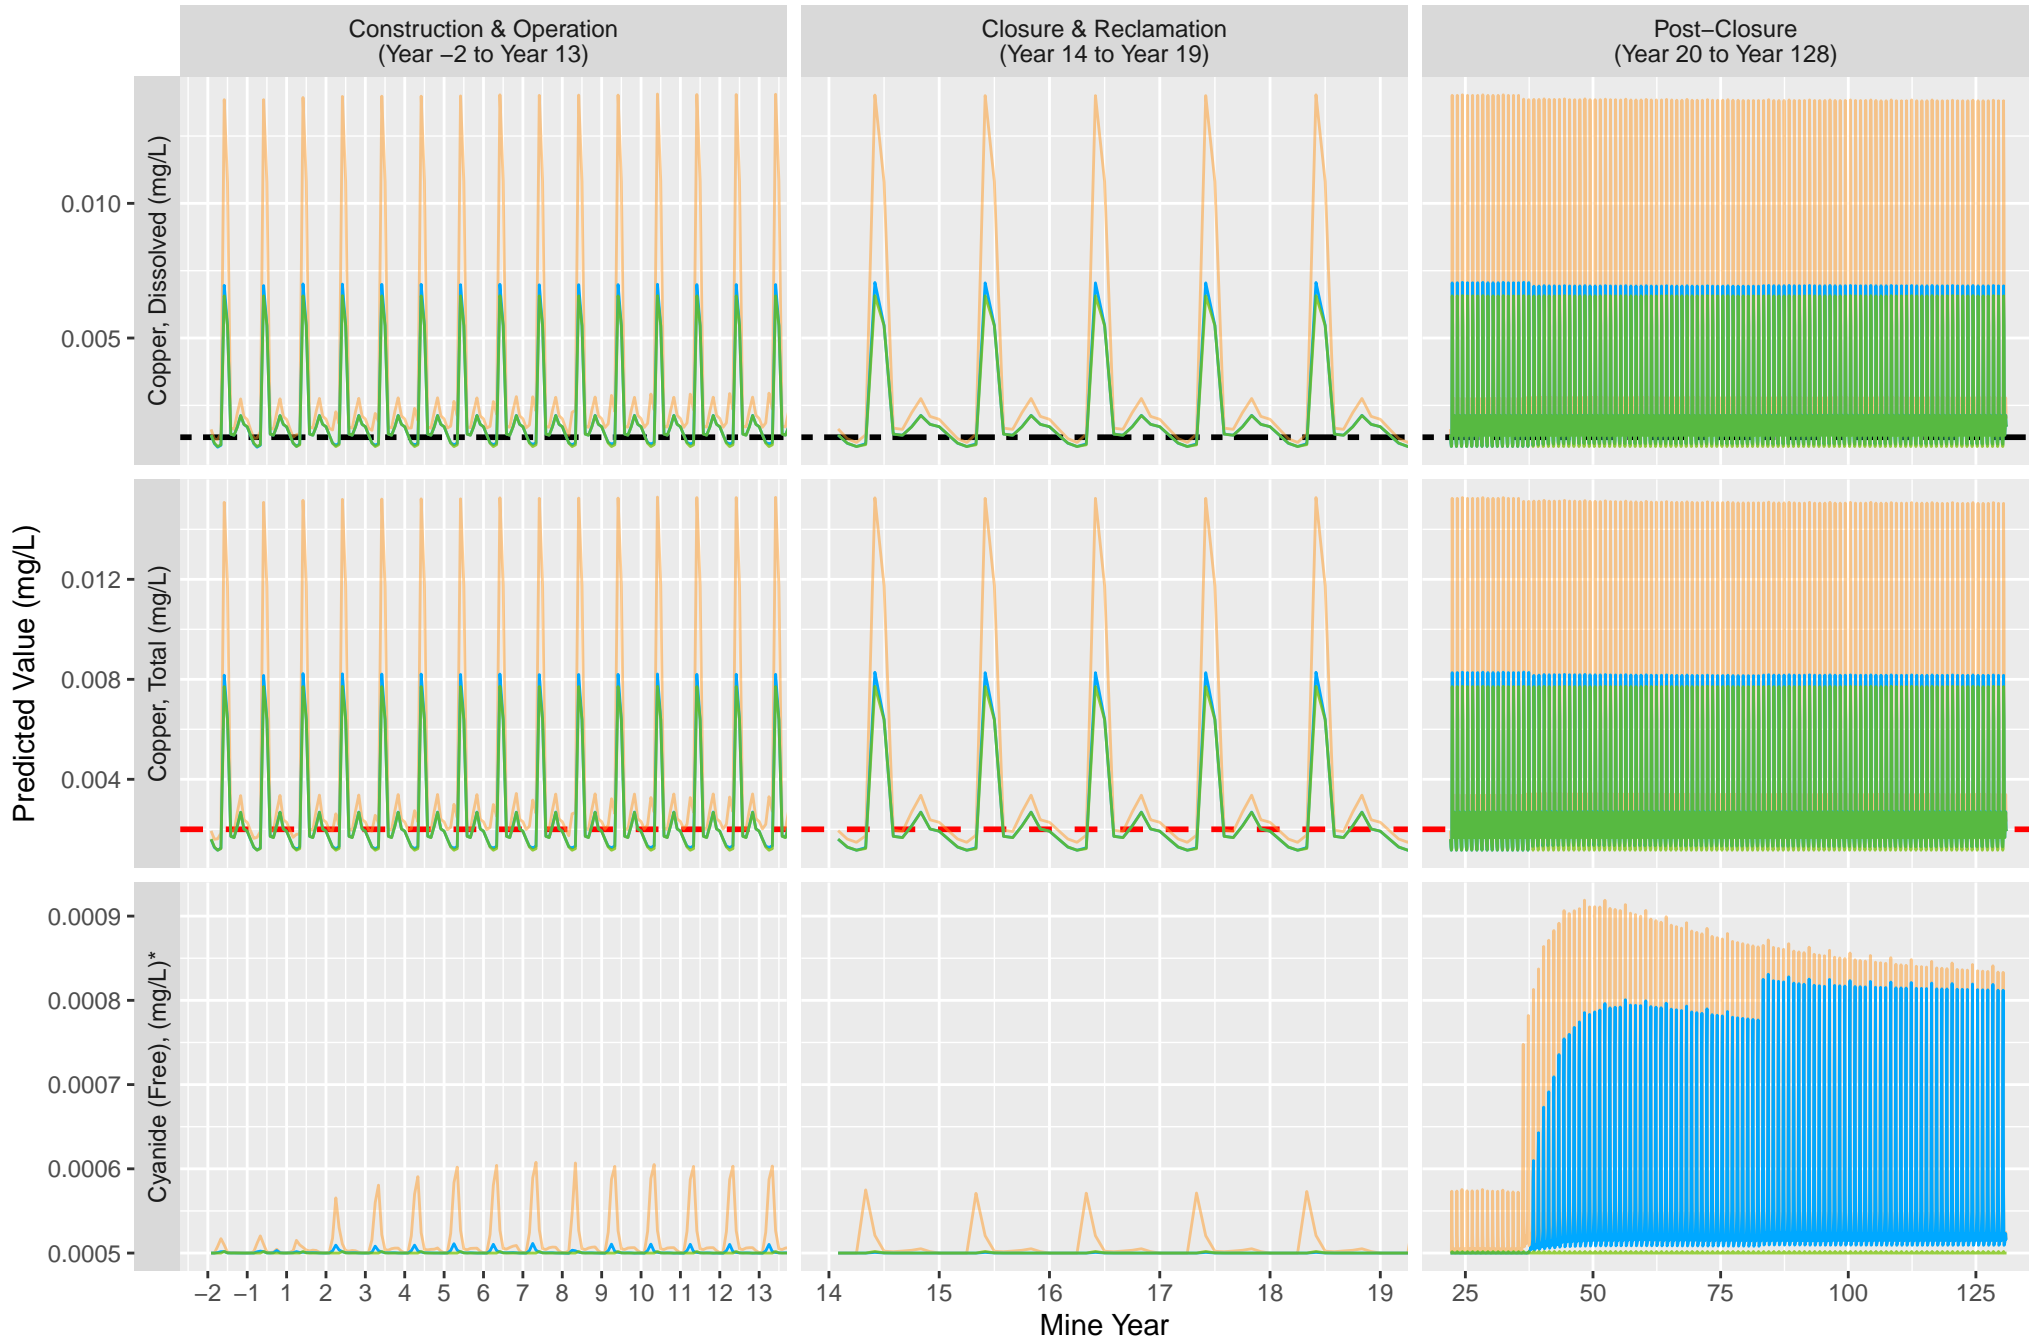 Construction & Operation
(Year −2 to Year 13)
Closure & Reclamation
(Year 14 to Year 19)
Post−Closure
(Year 20 to Year 128)
Predicted Value (mg/L)
Copper, Dissolved (mg/L)
0.010
0.005
Copper, Total (mg/L)
0.012
0.008
0.004
Cyanide (Free), (mg/L)*
0.0009
0.0008
0.0007
0.0006
0.0005
−2 −1 1 2 3 4 5 6 7 8 9 10 11 12 13
14 15 16 17 18 19
25 50 75 100 125
Mine Year